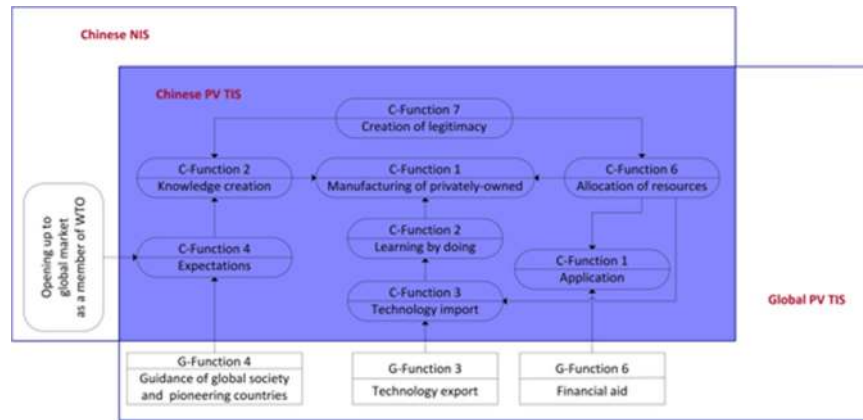 Chinese NIS
Chinese PV TIS
C-Function 7
Creation of legitimacy
C-Function 2
Knowledge creation
C-Function 1
Manufacturing of privately-owned
C-Function 6
Allocation of resources
Opening up to
global market
as a member of WTO
C-Function 4
Expectations
C-Function 2
Learning by doing
C-Function 1
Application
C-Function 3
Technology import
Global PV TIS
G-Function 4
Guidance of global society
and pioneering countries
G-Function 3
Technology export
G-Function 6
Financial aid